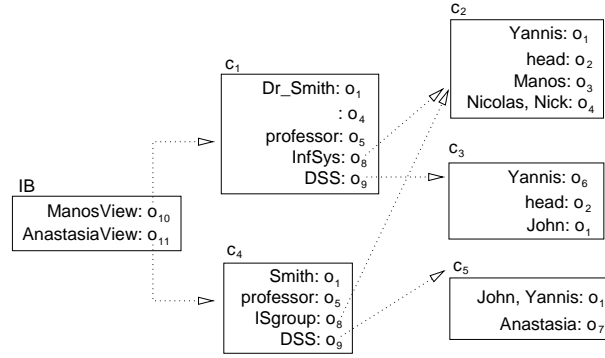 IB
ManosView: o₁₀
AnastasiaView: o₁₁
c₁
Dr_Smith: o₁
: o₄
professor: o₅
InfSys: o₈
DSS: o₉
c₄
Smith: o₁
professor: o₅
ISgroup: o₈
DSS: o₉
c₂
Yannis: o₁
head: o₂
Manos: o₃
Nicolas, Nick: o₄
c₃
Yannis: o₆
head: o₂
John: o₁
c₅
John, Yannis: o₁
Anastasia: o₇